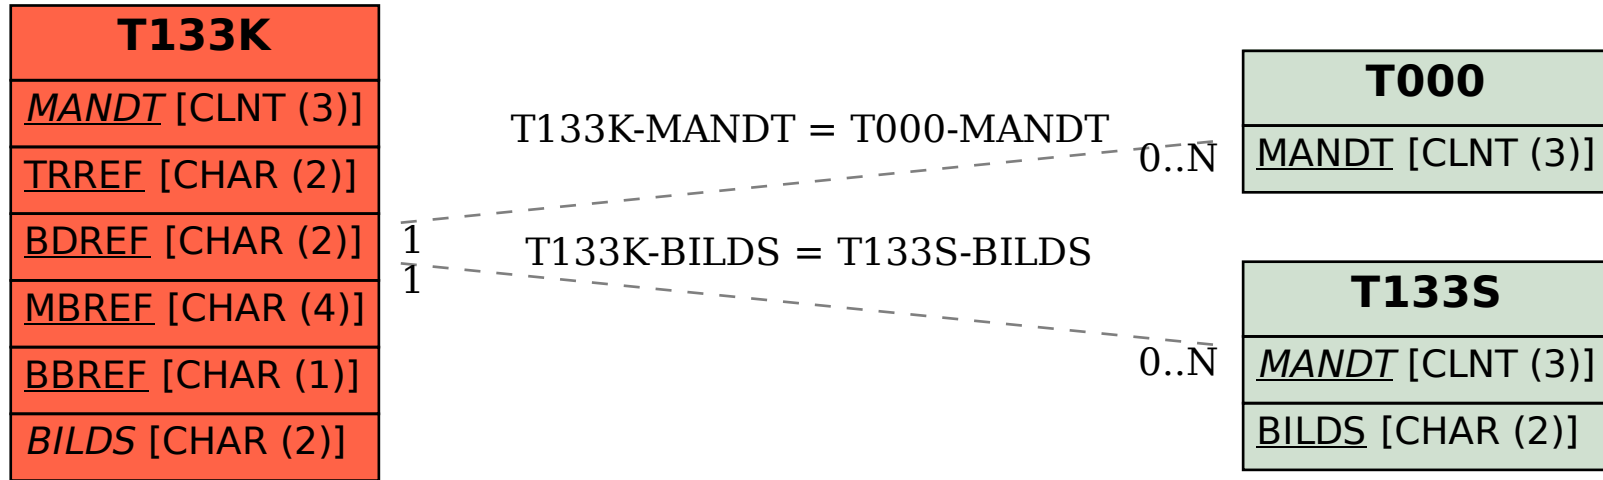 T133K
MANDT [CLNT (3)]
TRREF [CHAR (2)]
BDREF [CHAR (2)]
MBREF [CHAR (4)]
BBREF [CHAR (1)]
BILDS [CHAR (2)]
T133K-MANDT = T000-MANDT
0..N
1
T133K-BILDS = T133S-BILDS
1
0..N
T000
MANDT [CLNT (3)]
T133S
MANDT [CLNT (3)]
BILDS [CHAR (2)]